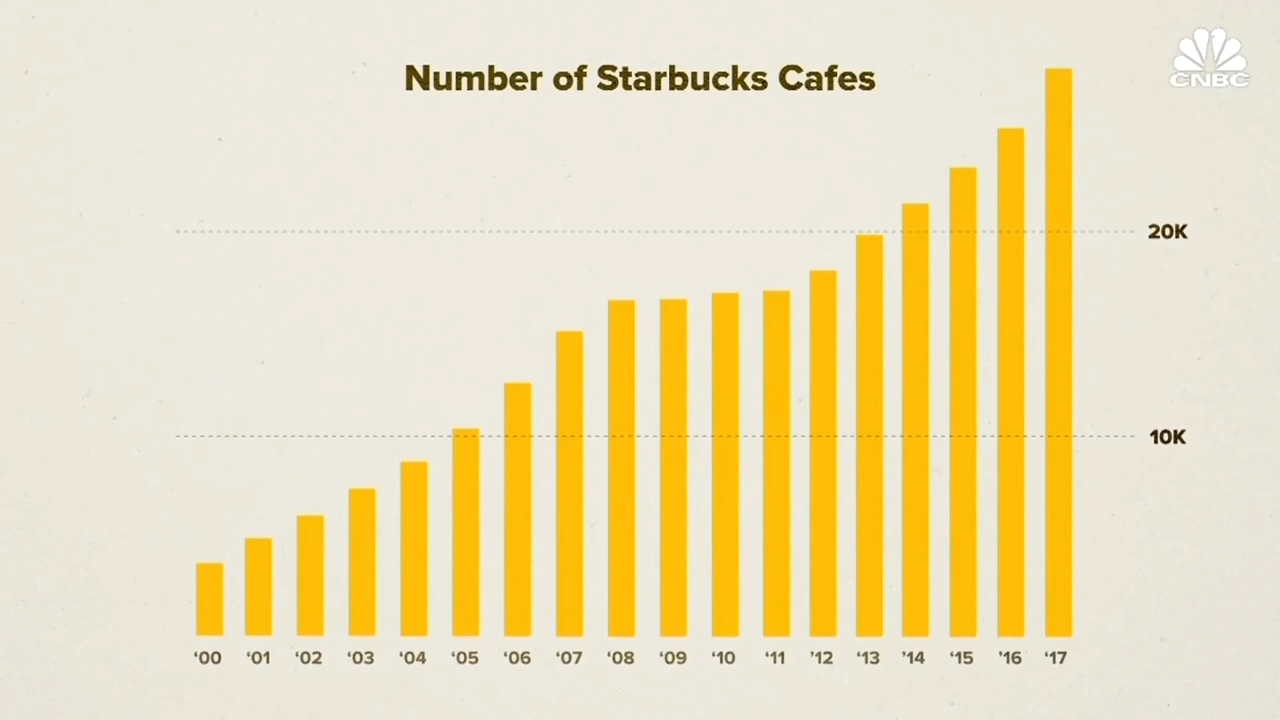 Number of Starbucks Cafes
CNBC
20K
10K
‘00 ‘01 ‘02 ‘03 ‘04 ‘05 ‘06 ‘07 ‘08 ‘09 ‘10 ‘11 ’12 ‘13 ’14 ‘15 ’16 ‘17